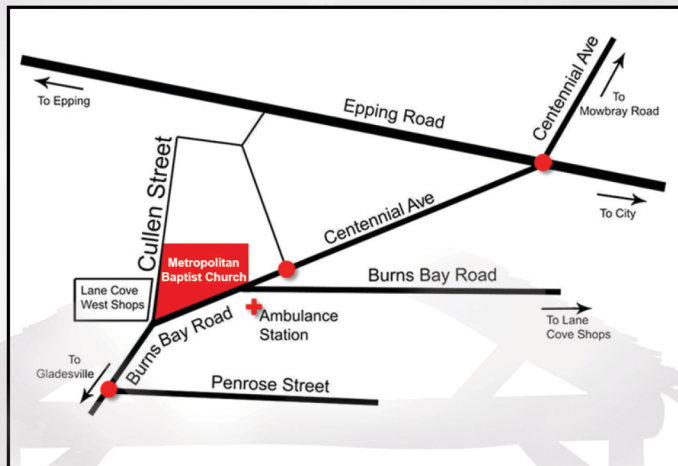 To Epping
Epping Road
Centennial Ave
To
Mowbray Road
To City
Cullen Street
Centennial Ave
Metropolitan
Baptist Church
Lane Cove
West Shops
Burns Bay Road
Burns Bay Road
Ambulance
Station
To Lane
Cove Shops
To
Gladesville
Penrose Street